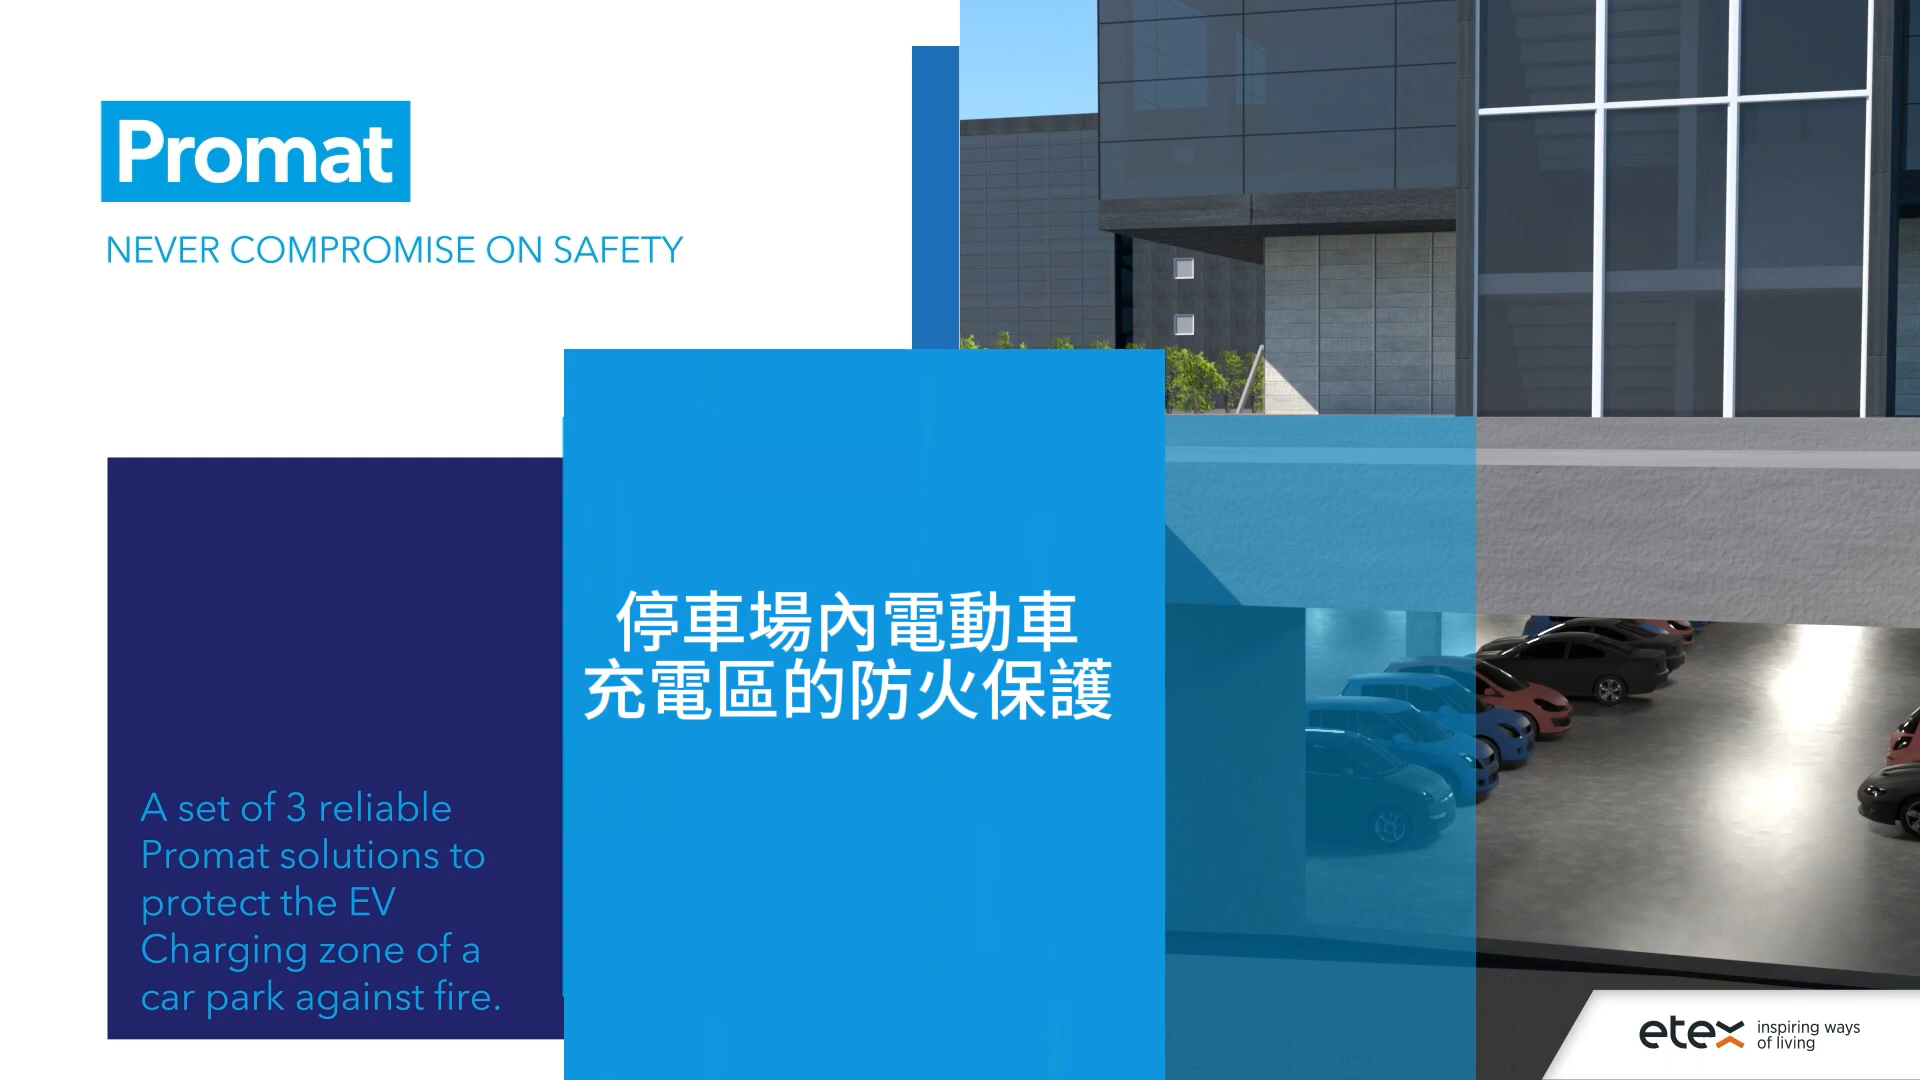 Promat
NEVER COMPROMISE ON SAFETY
停車場內電動車
充電區的防火保護
A set of 3 reliable
Promat solutions to
protect the EV
Charging zone of a
car park against fire.
etex
inspiring ways
of living